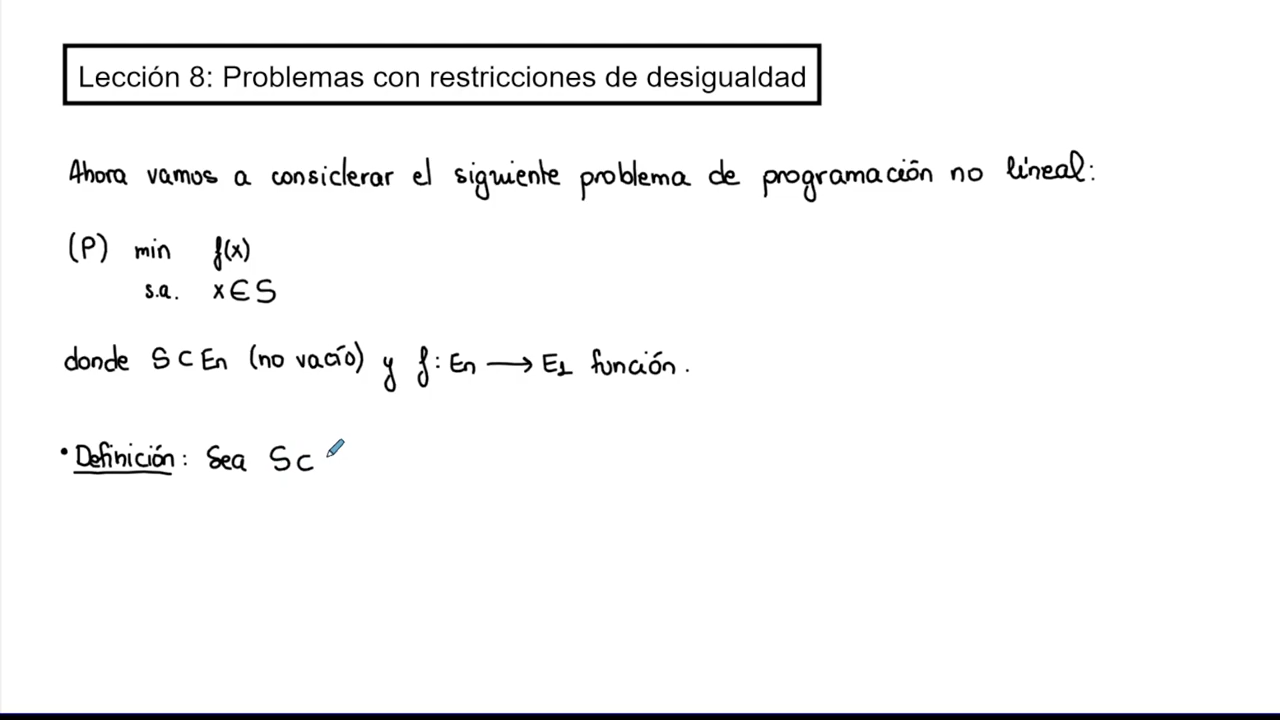 Lección 8: Problemas con restricciones de desigualdad
Ahora vamos a considerar el siguiente problema de programación no lineal:
(P) min f(x)
s.a. x∈S
donde S⊂En (no vacío) y f: En → E1 función.
• Definición: Sea S⊂